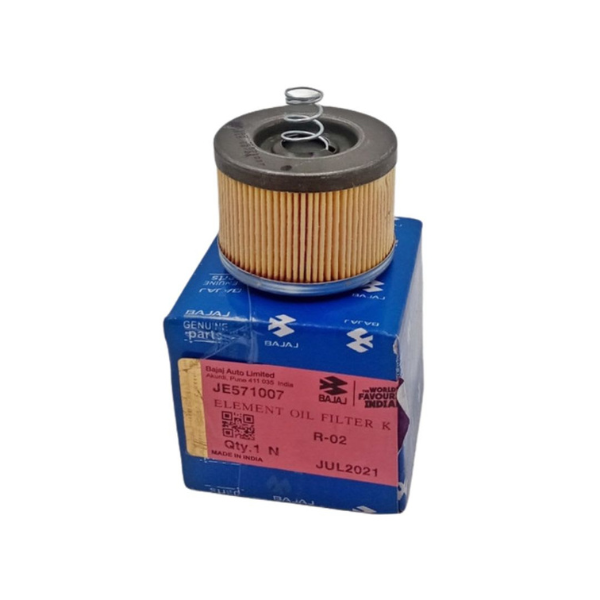 BAJAJ
GENUINE
parts
BAJAJ
Bajaj Auto Limited
Akurdi, Pune 411 035 India
JE571007
ELEMENT OIL FILTER K
R-02
Qty.1 N
MADE IN INDIA
JUL2021
BAJAJ
THE WORLD'S
FAVOURITE
INDIAN
BAJAJ